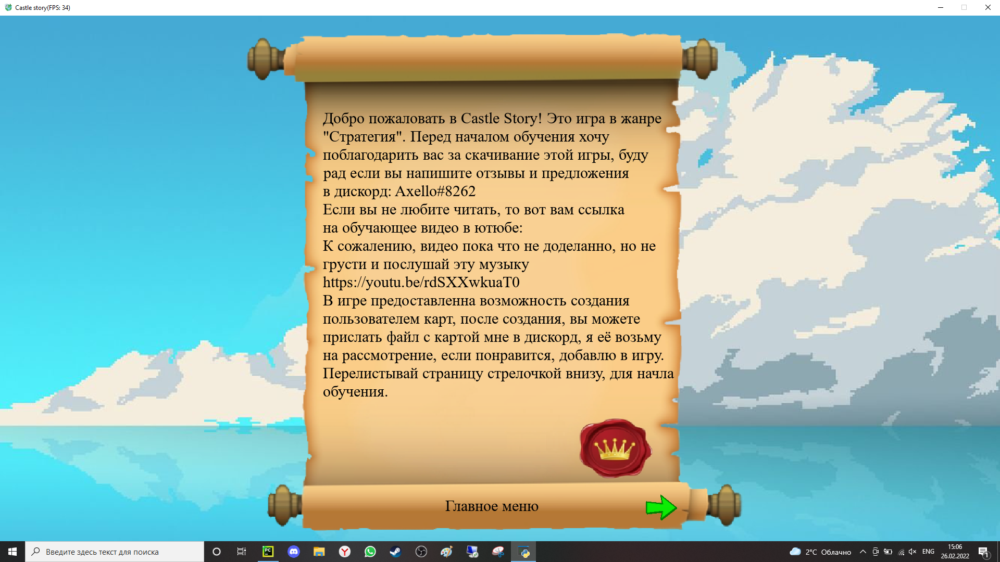 Castle story(FPS: 34)
Добро пожаловать в Castle Story! Это игра в жанре
"Стратегия". Перед началом обучения хочу
поблагодарить вас за скачивание этой игры, буду
рад если вы напишите отзывы и предложения
в дискорд: Axello#8262
Если вы не любите читать, то вот вам ссылка
на обучающее видео в ютюбе:
К сожалению, видео пока что не доделанно, но не
грусти и послушай эту музыку
https://youtu.be/rdSXXwkuaT0
В игре предоставленна возможность создания
пользователем карт, после создания, вы можете
прислать файл с картой мне в дискорд, я её возьму
на рассмотрение, если понравится, добавлю в игру.
Перелистывай страницу стрелочкой внизу, для начла
обучения.
Главное меню
Введите здесь текст для поиска
PC
Y
2°C Облачно
ENG
15:06
26.02.2022
1